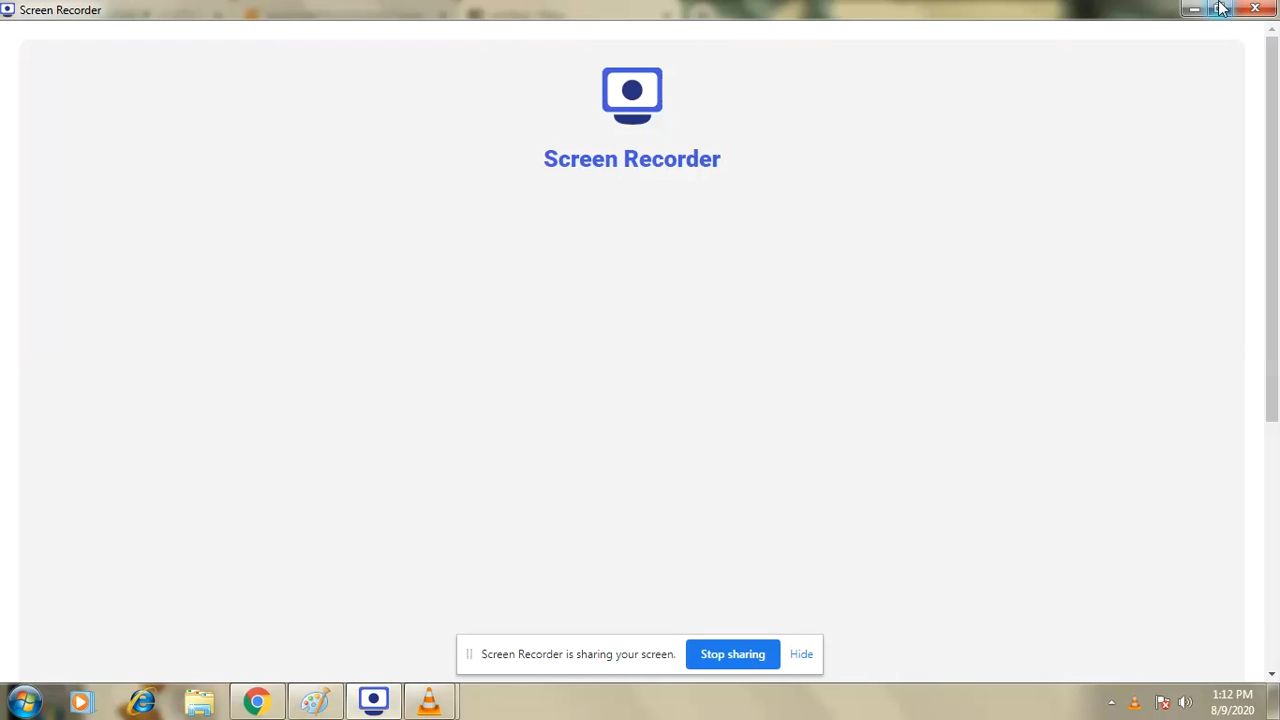 Screen Recorder
Screen Recorder
Screen Recorder is sharing your screen. Stop sharing Hide
1:12 PM
8/9/2020